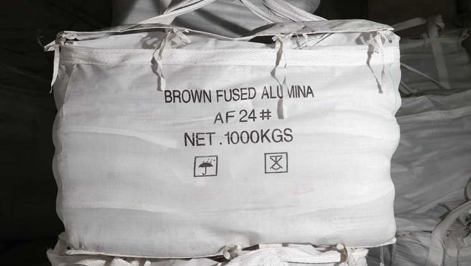 BROWN FUSED ALUMINA
AF 24#
NET.1000KGS